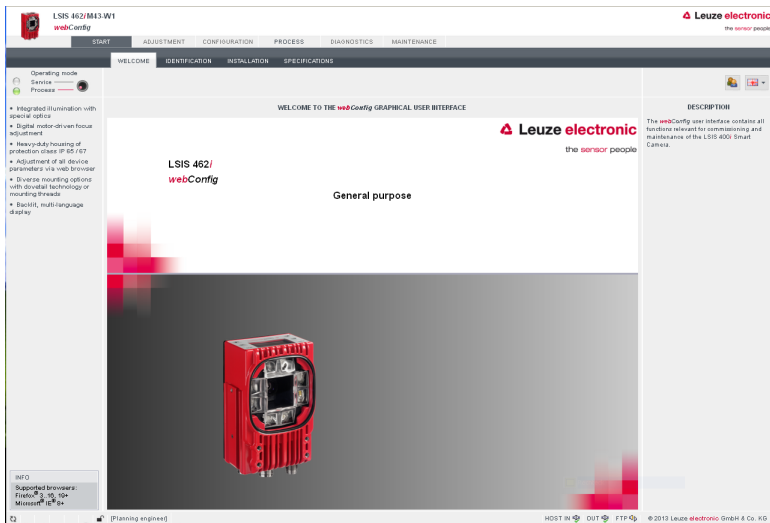 LSIS 462i/M43-W1
webConfig
Leuze electronic
the sensor people
START ADJUSTMENT CONFIGURATION PROCESS DIAGNOSTICS MAINTENANCE
WELCOME IDENTIFICATION INSTALLATION SPECIFICATIONS
Operating mode
Service
Process
• Integrated illumination with
special optics
• Digital motor-driven focus
adjustment
• Heavy-duty housing of
protection class IP 65 / 67
• Adjustment of all device
parameters via web browser
• Diverse mounting options
with dovetail technology or
mounting threads
• Backlit, multi-language
display
INFO
Supported browsers:
Firefox® 3..16, 19+
Microsoft® IE® 8+
WELCOME TO THE webConfig GRAPHICAL USER INTERFACE
Leuze electronic
the sensor people
LSIS 462i
webConfig
General purpose
DESCRIPTION
The webConfig user interface contains all
functions relevant for commissioning and
maintenance of the LSIS 400i Smart
Camera.
[Planning engineer]
HOST IN OUT FTP
© 2013 Leuze electronic GmbH & Co. KG